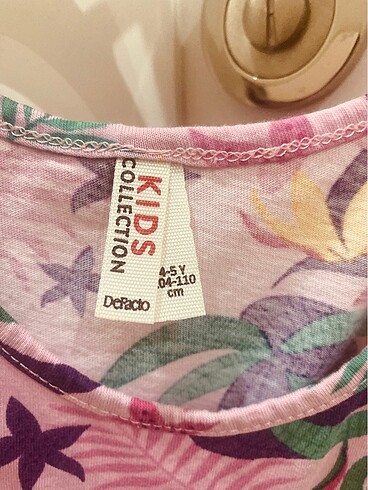 KIDS
COLLECTION
DeFacto
4-5 Y
104-110
cm